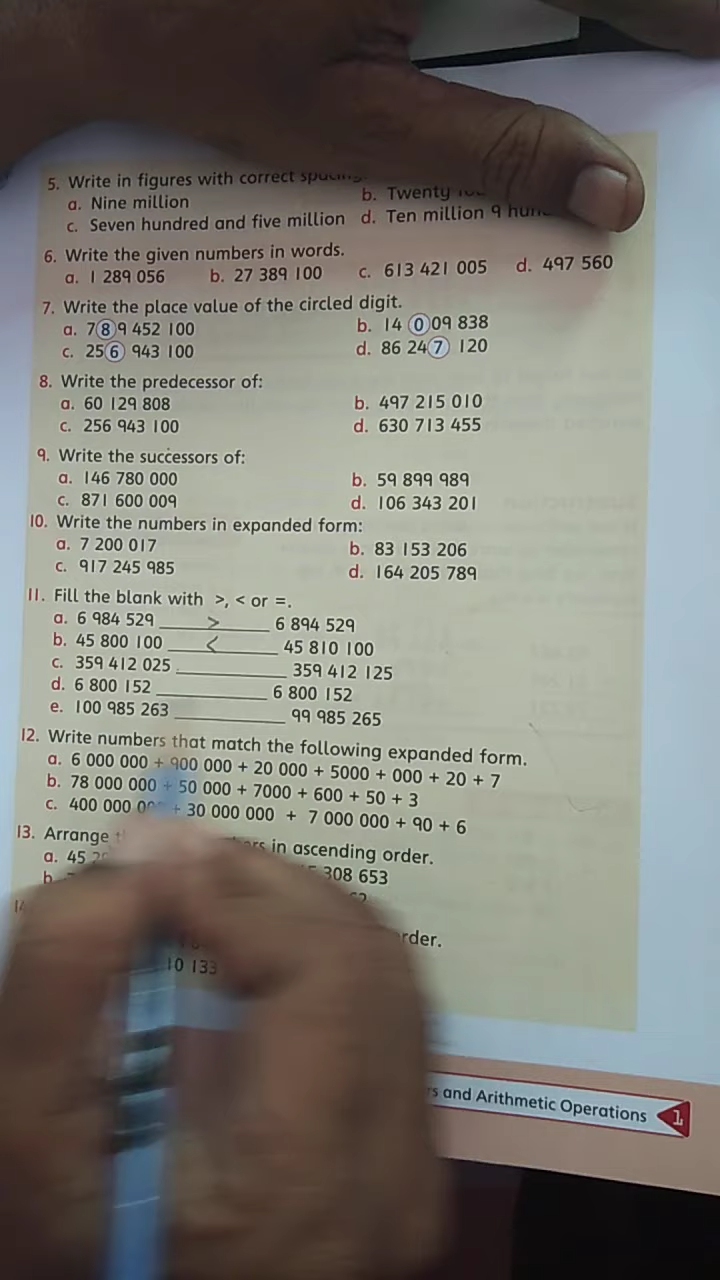 5. Write in figures with correct
a. Nine million b. Twenty
c. Seven hundred and five million d. Ten million 9
6. Write the given numbers in words.
a. 1 289 056 b. 27 389 100 c. 613 421 005 d. 497 560
7. Write the place value of the circled digit.
a. 789 452 100 b. 14 009 838
c. 256 943 100 d. 86 247 120
8. Write the predecessor of:
a. 60 129 808 b. 497 215 010
c. 256 943 100 d. 630 713 455
9. Write the successors of:
a. 146 780 000 b. 59 899 989
c. 871 600 009 d. 106 343 201
10. Write the numbers in expanded form:
a. 7 200 017 b. 83 153 206
c. 917 245 985 d. 164 205 789
11. Fill the blank with >, < or =.
a. 6 984 529 ______>______ 6 894 529
b. 45 800 100 ______<______ 45 810 100
c. 359 412 025 ____________ 359 412 125
d. 6 800 152 ____________ 6 800 152
e. 100 985 263 ____________ 99 985 265
12. Write numbers that match the following expanded form.
a. 6 000 000 + 900 000 + 20 000 + 5000 + 000 + 20 + 7
b. 78 000 000 + 50 000 + 7000 + 600 + 50 + 3
c. 400 000 + 30 000 000 + 7 000 000 + 90 + 6
13. Arrange in ascending order.
a. 45 308 653
b.
10 133
and Arithmetic Operations